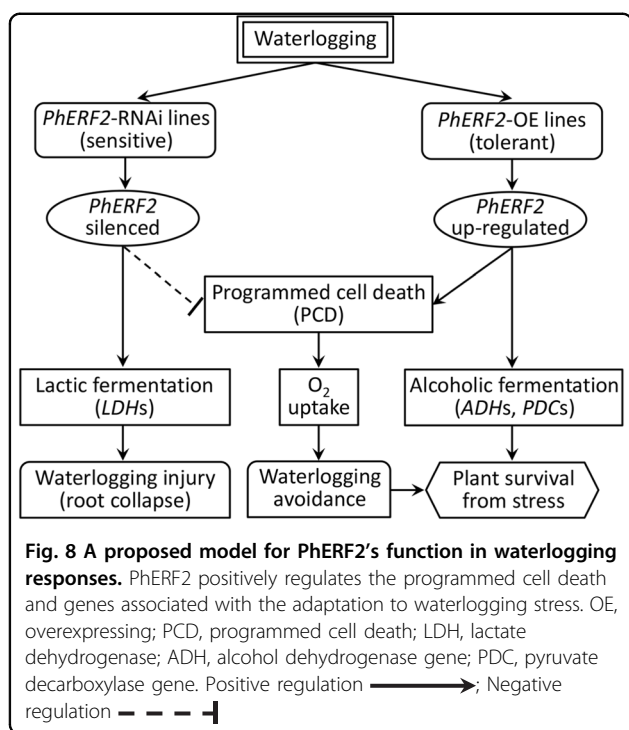 Waterlogging
PhERF2-RNAi lines
(sensitive)
PhERF2-OE lines
(tolerant)
PhERF2
silenced
PhERF2
up-regulated
Programmed cell death
(PCD)
Lactic fermentation
(LDHs)
O₂
uptake
Alcoholic fermentation
(ADHs, PDCs)
Waterlogging injury
(root collapse)
Waterlogging
avoidance
Plant survival
from stress
Fig. 8 A proposed model for PhERF2's function in waterlogging
responses. PhERF2 positively regulates the programmed cell death
and genes associated with the adaptation to waterlogging stress. OE,
overexpressing; PCD, programmed cell death; LDH, lactate
dehydrogenase; ADH, alcohol dehydrogenase gene; PDC, pyruvate
decarboxylase gene. Positive regulation ; Negative
regulation